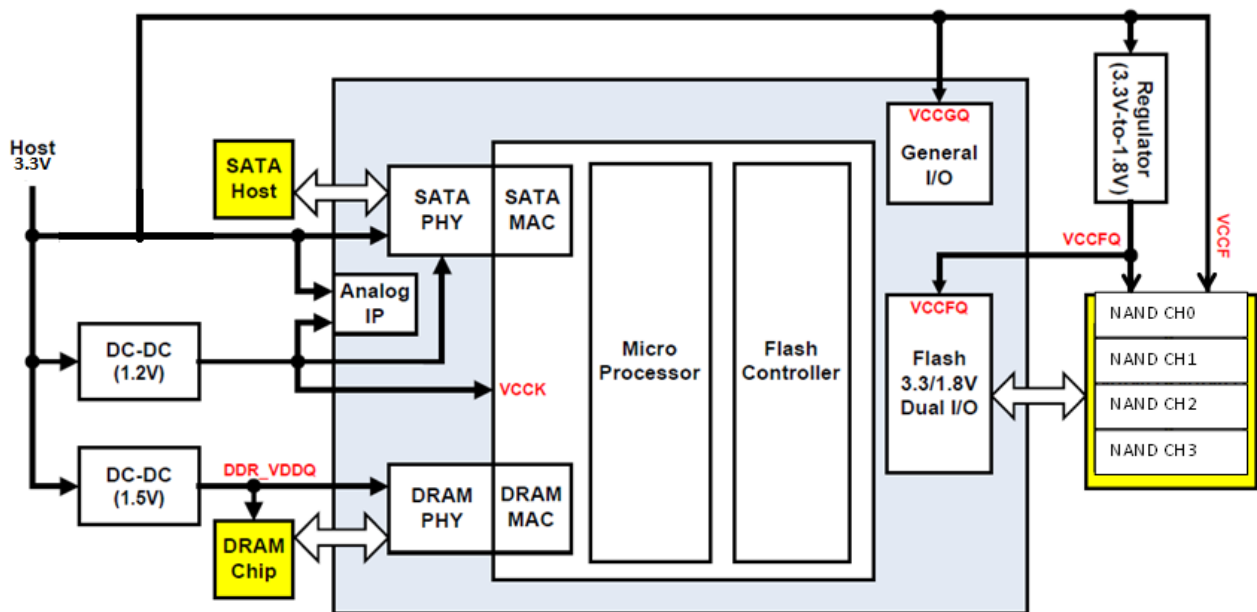 Host
3.3V
SATA
Host
SATA
PHY
SATA
MAC
Analog
IP
DC-DC
(1.2V)
VCCK
DC-DC
(1.5V)
DDR_VDDQ
DRAM
Chip
DRAM
PHY
DRAM
MAC
Micro
Processor
Flash
Controller
VCCGQ
General
I/O
VCCFQ
Flash
3.3/1.8V
Dual I/O
Regulator
(3.3V-to-1.8V)
VCCFQ
VCCF
NAND CH0
NAND CH1
NAND CH2
NAND CH3